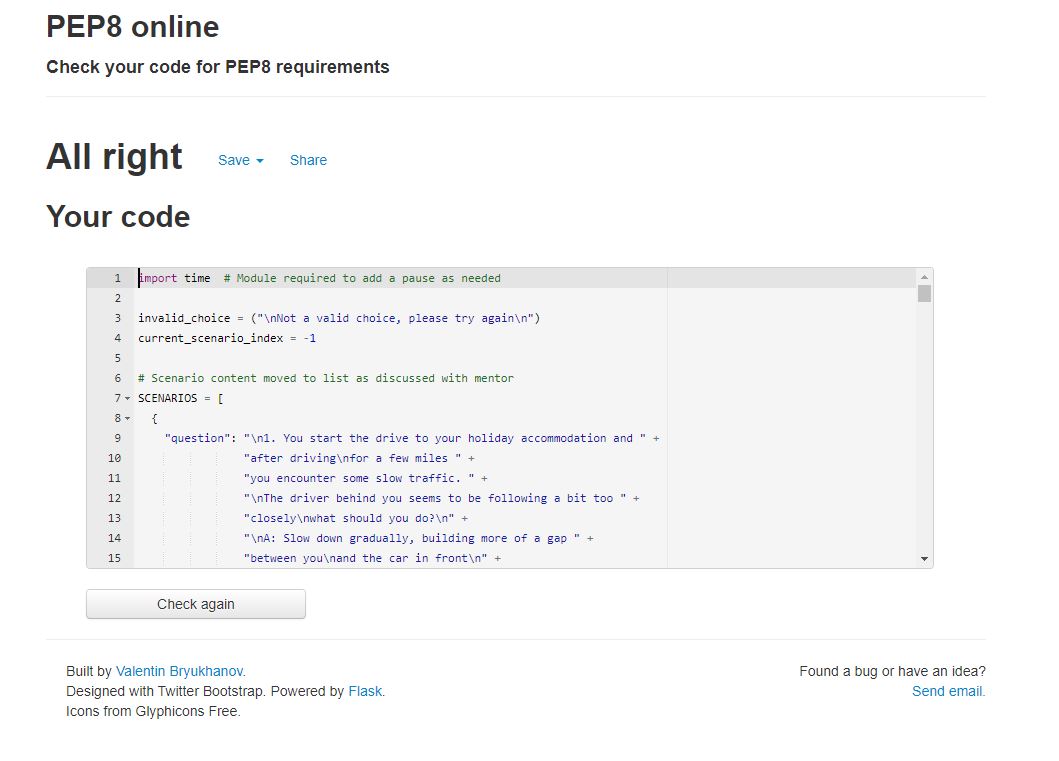 PEP8 online
Check your code for PEP8 requirements
All right Save Share
Your code
1 import time  # Module required to add a pause as needed
2
3 invalid_choice = ("\nNot a valid choice, please try again\n")
4 current_scenario_index = -1
5
6 # Scenario content moved to list as discussed with mentor
7 SCENARIOS = [
8   {
9     "question": "\n1. You start the drive to your holiday accommodation and " +
10                 "after driving\nfor a few miles " +
11                 "you encounter some slow traffic. " +
12                 "\nThe driver behind you seems to be following a bit too " +
13                 "closely\nwhat should you do?\n" +
14                 "\nA: Slow down gradually, building more of a gap " +
15                 "between you\nand the car in front\n" +
Check again
Built by Valentin Bryukhanov. Found a bug or have an idea?
Designed with Twitter Bootstrap. Powered by Flask. Send email.
Icons from Glyphicons Free.